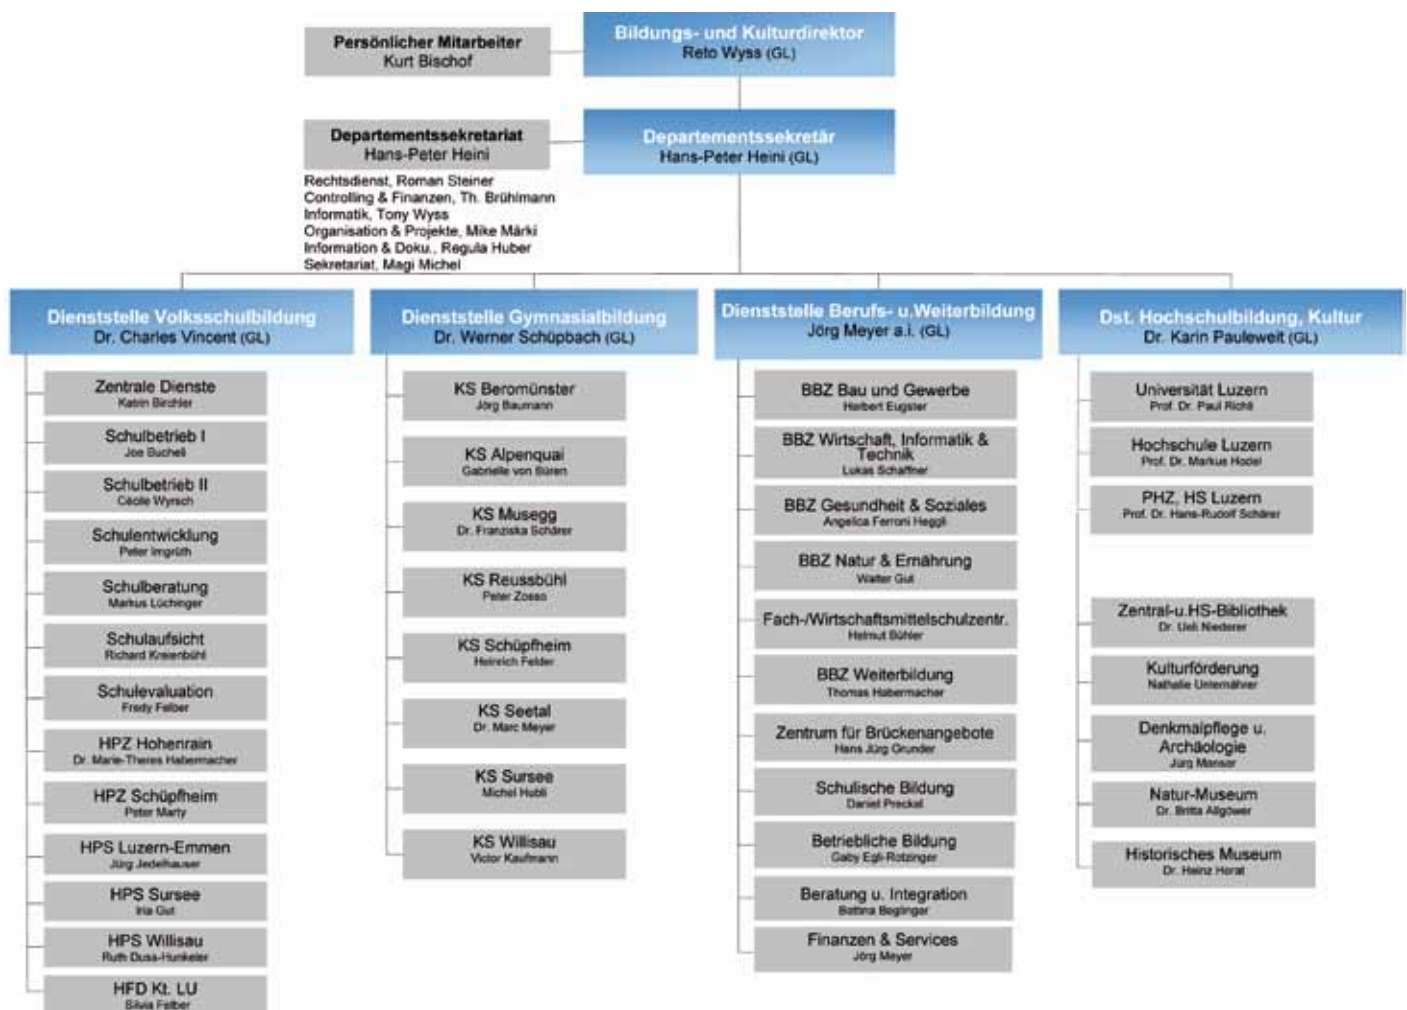 Persönlicher Mitarbeiter
Kurt Bischof
Bildungs- und Kulturdirektor
Reto Wyss (GL)
Departementssekretariat
Hans-Peter Heini
Departementssekretär
Hans-Peter Heini (GL)
Rechtsdienst, Roman Steiner
Controlling & Finanzen, Th. Brühlmann
Informatik, Tony Wyss
Organisation & Projekte, Mike Märki
Information & Doku., Regula Huber
Sekretariat, Magi Michel
Dienststelle Volksschulbildung
Dr. Charles Vincent (GL)
Zentrale Dienste
Katrin Birchler
Schulbetrieb I
Joe Bucheli
Schulbetrieb II
Cécile Wyrsch
Schulentwicklung
Peter Imgrüth
Schulberatung
Markus Lüchinger
Schulaufsicht
Richard Kreienbühl
Schulevaluation
Fredy Felber
HPZ Hohenrain
Dr. Marie-Theres Habermacher
HPZ Schüpfheim
Peter Marty
HPS Luzern-Emmen
Jürg Jedelhauser
HPS Sursee
Iria Gut
HPS Willisau
Ruth Duss-Hunkeler
HFD Kt. LU
Silvia Felber
Dienststelle Gymnasialbildung
Dr. Werner Schüpbach (GL)
KS Beromünster
Jörg Baumann
KS Alpenquai
Gabrielle von Büren
KS Musegg
Dr. Franziska Schärer
KS Reussbühl
Peter Zosso
KS Schüpfheim
Heinrich Felder
KS Seetal
Dr. Marc Meyer
KS Sursee
Michel Hubli
KS Willisau
Victor Kaufmann
Dienststelle Berufs- u.Weiterbildung
Jörg Meyer a.i. (GL)
BBZ Bau und Gewerbe
Herbert Eugster
BBZ Wirtschaft, Informatik &
Technik
Lukas Schaffner
BBZ Gesundheit & Soziales
Angelica Ferroni Heggli
BBZ Natur & Ernährung
Walter Gut
Fach-/Wirtschaftsmittelschulzentr.
Helmut Bühler
BBZ Weiterbildung
Thomas Habermacher
Zentrum für Brückenangebote
Hans Jürg Grunder
Schulische Bildung
Daniel Preckel
Betriebliche Bildung
Gaby Egli-Rotzinger
Beratung u. Integration
Bettina Beglinger
Finanzen & Services
Jörg Meyer
Dst. Hochschulbildung, Kultur
Dr. Karin Pauleweit (GL)
Universität Luzern
Prof. Dr. Paul Richli
Hochschule Luzern
Prof. Dr. Markus Hodel
PHZ, HS Luzern
Prof. Dr. Hans-Rudolf Schärer
Zentral-u.HS-Bibliothek
Dr. Ueli Niederer
Kulturförderung
Nathalie Unternährer
Denkmalpflege u.
Archäologie
Jürg Manser
Natur-Museum
Dr. Britta Allgöwer
Historisches Museum
Dr. Heinz Horat